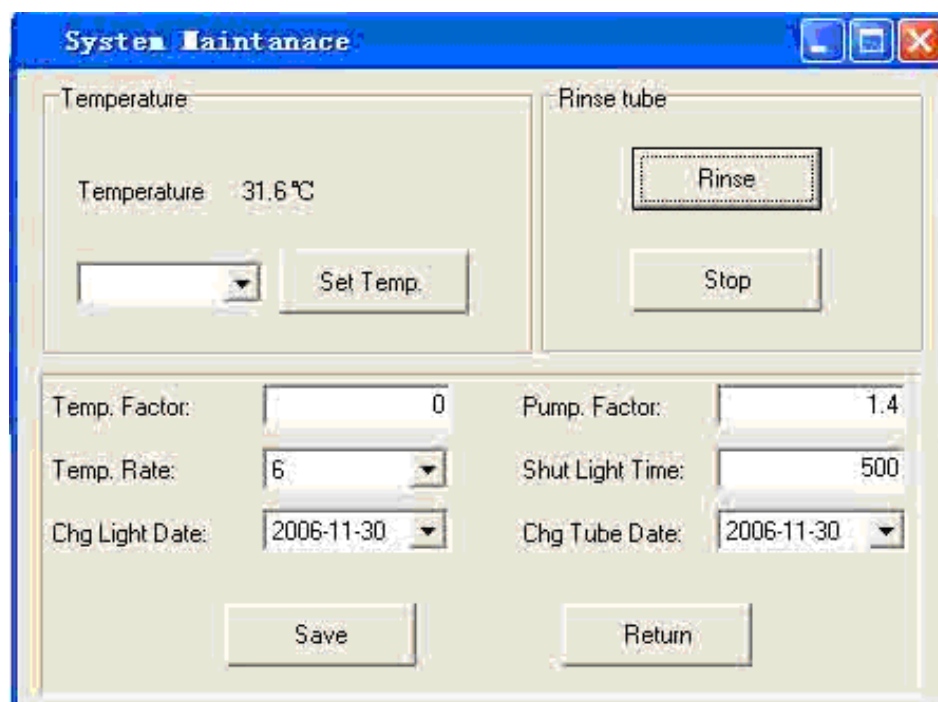 System Maintanace
Temperature
Rinse tube
Temperature 31.6℃
Rinse
Set Temp.
Stop
Temp. Factor: 0
Pump. Factor: 1.4
Temp. Rate: 6
Shut Light Time: 500
Chg Light Date: 2006-11-30
Chg Tube Date: 2006-11-30
Save
Return